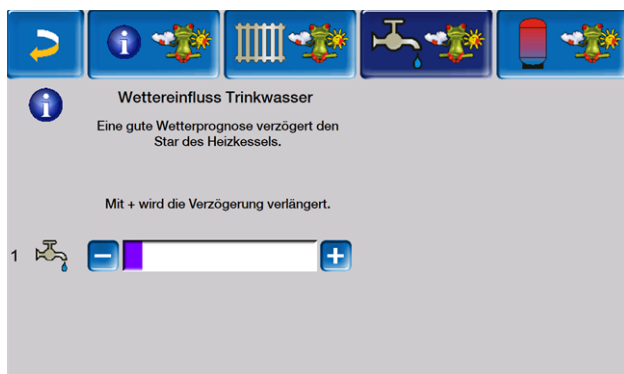 Wettereinfluss Trinkwasser
Eine gute Wetterprognose verzögert den
Star des Heizkessels.
Mit + wird die Verzögerung verlängert.
1